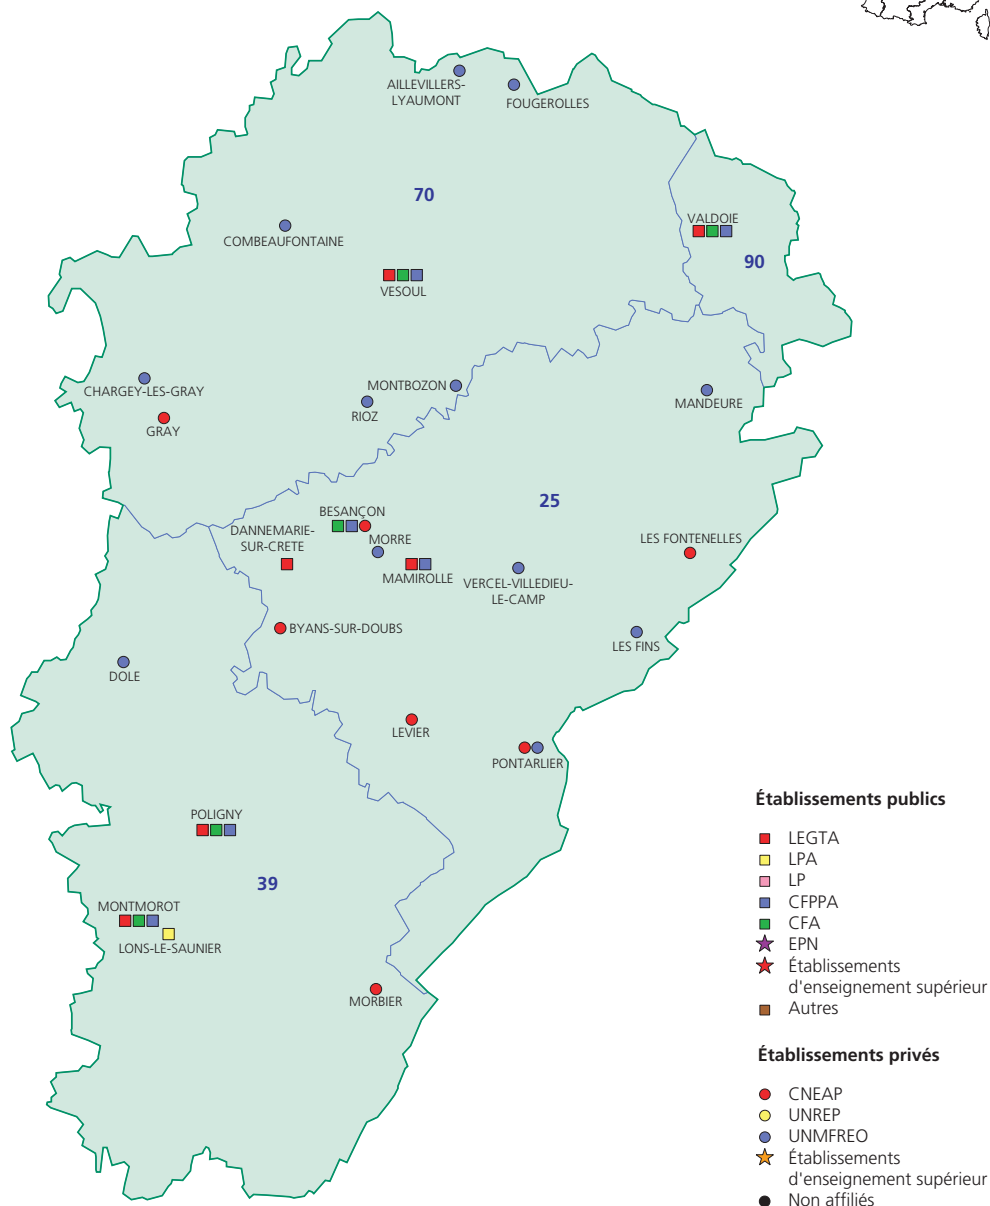 AILLEVILLERS-
LYAUMONT
FOUGEROLLES
70
VALDOIE
COMBEAUFONTAINE
90
VESOUL
CHARGEY-LES-GRAY
MONTBOZON
MANDEURE
RIOZ
GRAY
25
BESANÇON
DANNEMARIE-
SUR-CRETE
MORRE
LES FONTENELLES
MAMIROLLE
VERCEL-VILLEDIEU-
LE-CAMP
BYANS-SUR-DOUBS
LES FINS
DOLE
LEVIER
PONTARLIER
POLIGNY
39
MONTMOROT
LONS-LE-SAUNIER
MORBIER
Établissements publics
LEGTA
LPA
LP
CFPPA
CFA
EPN
Établissements
d'enseignement supérieur
Autres
Établissements privés
CNEAP
UNREP
UNMFREO
Établissements
d'enseignement supérieur
Non affiliés